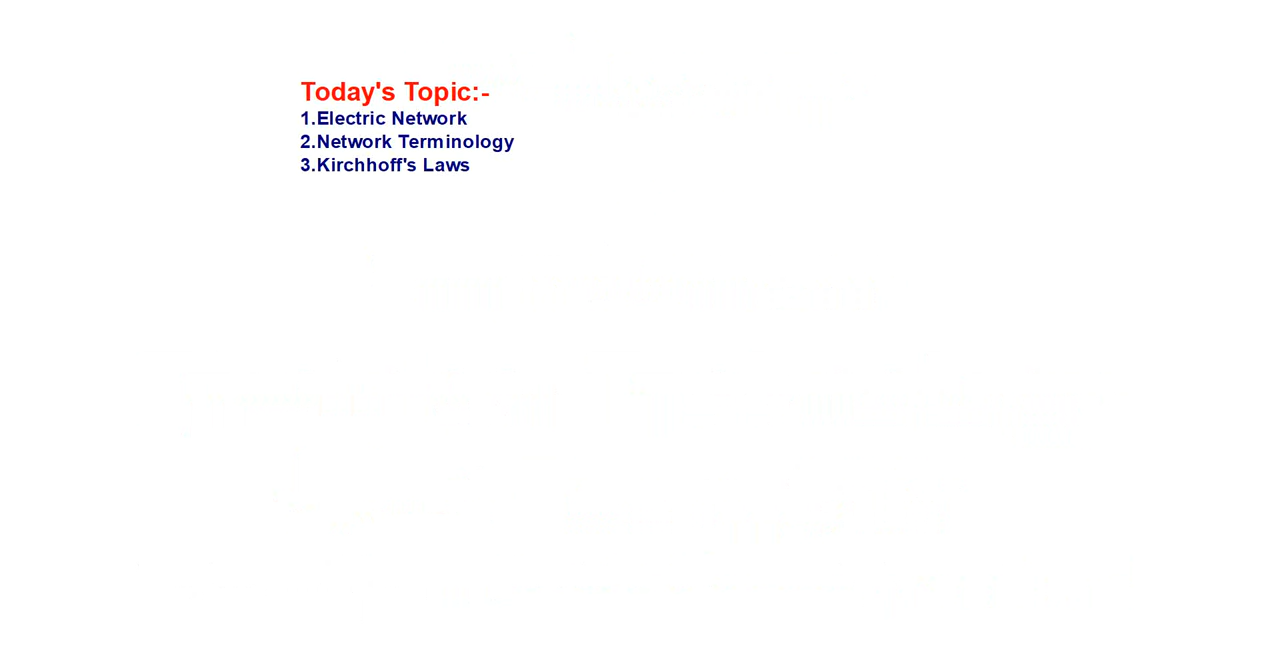 Today's Topic:-
1.Electric Network
2.Network Terminology
3.Kirchhoff's Laws